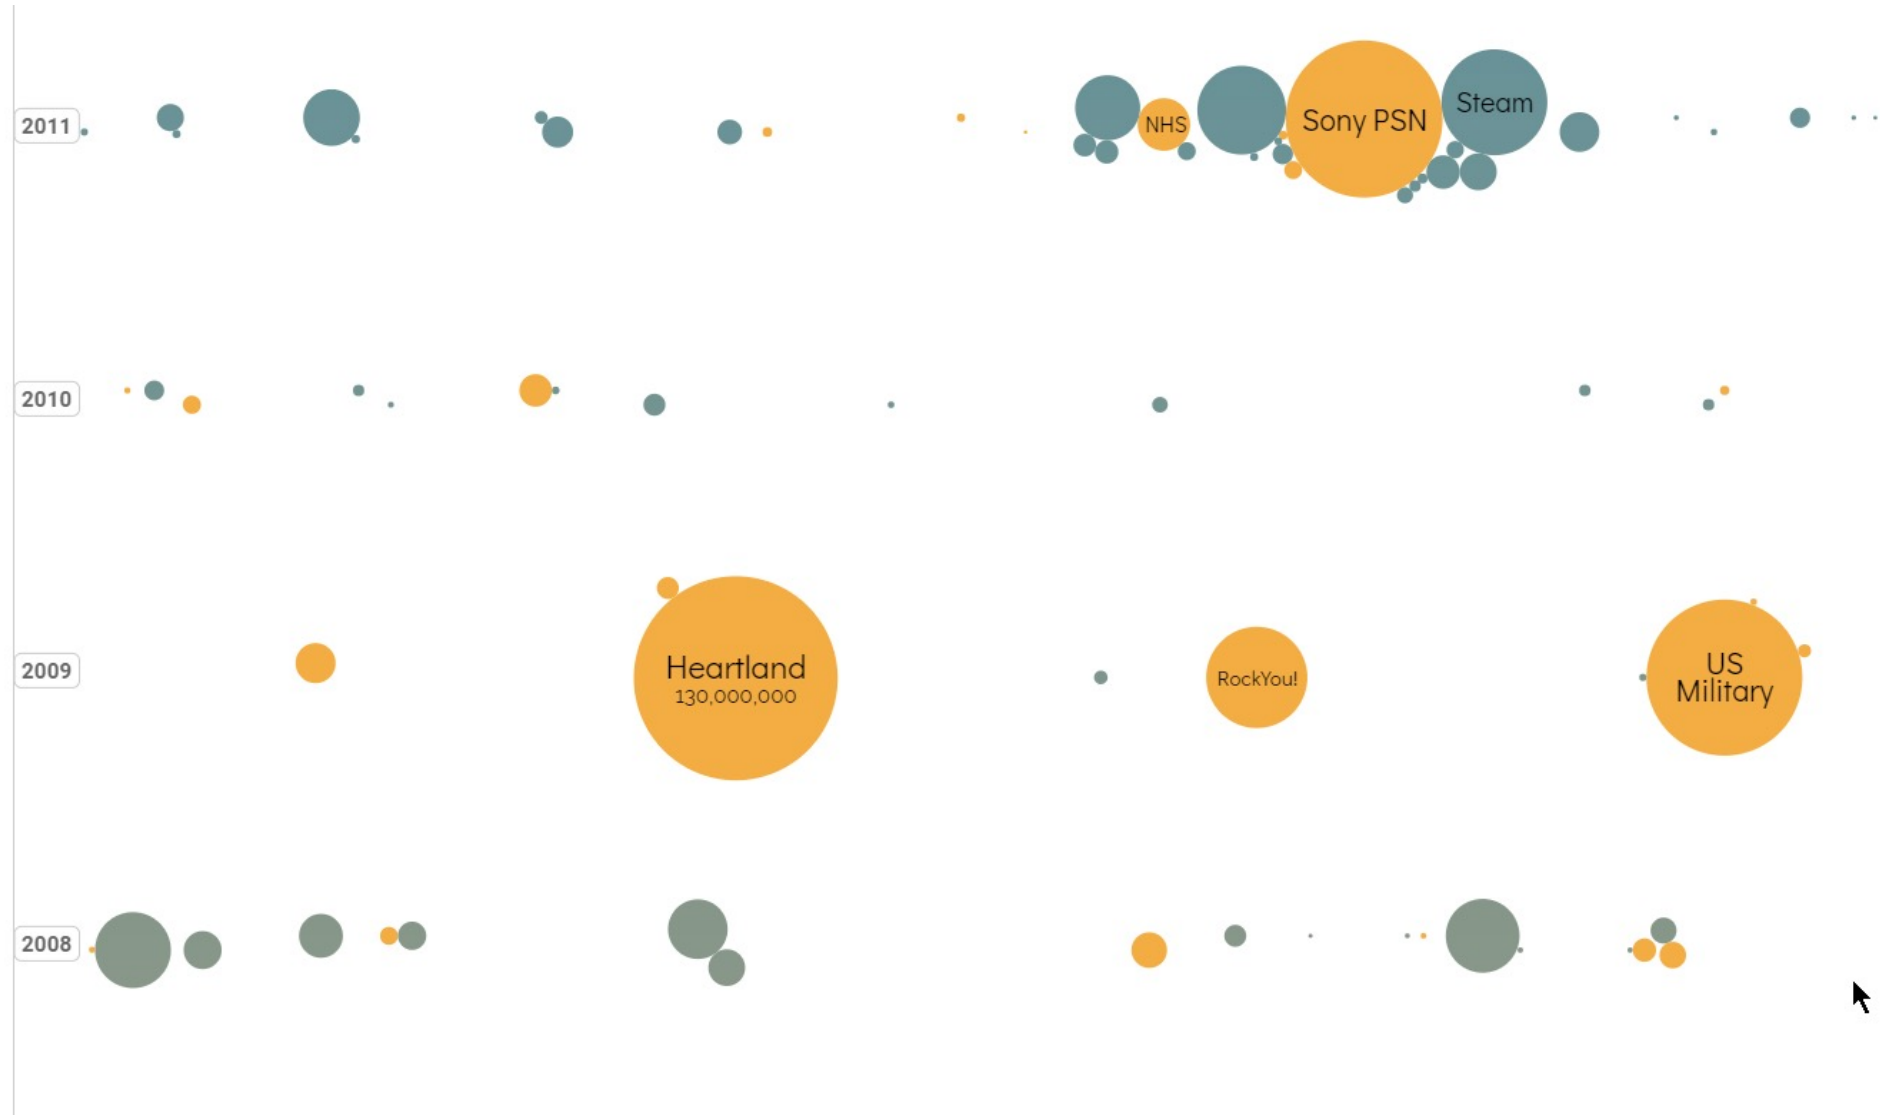 2011
NHS
Sony PSN
Steam
2010
2009
Heartland
130,000,000
RockYou!
US
Military
2008